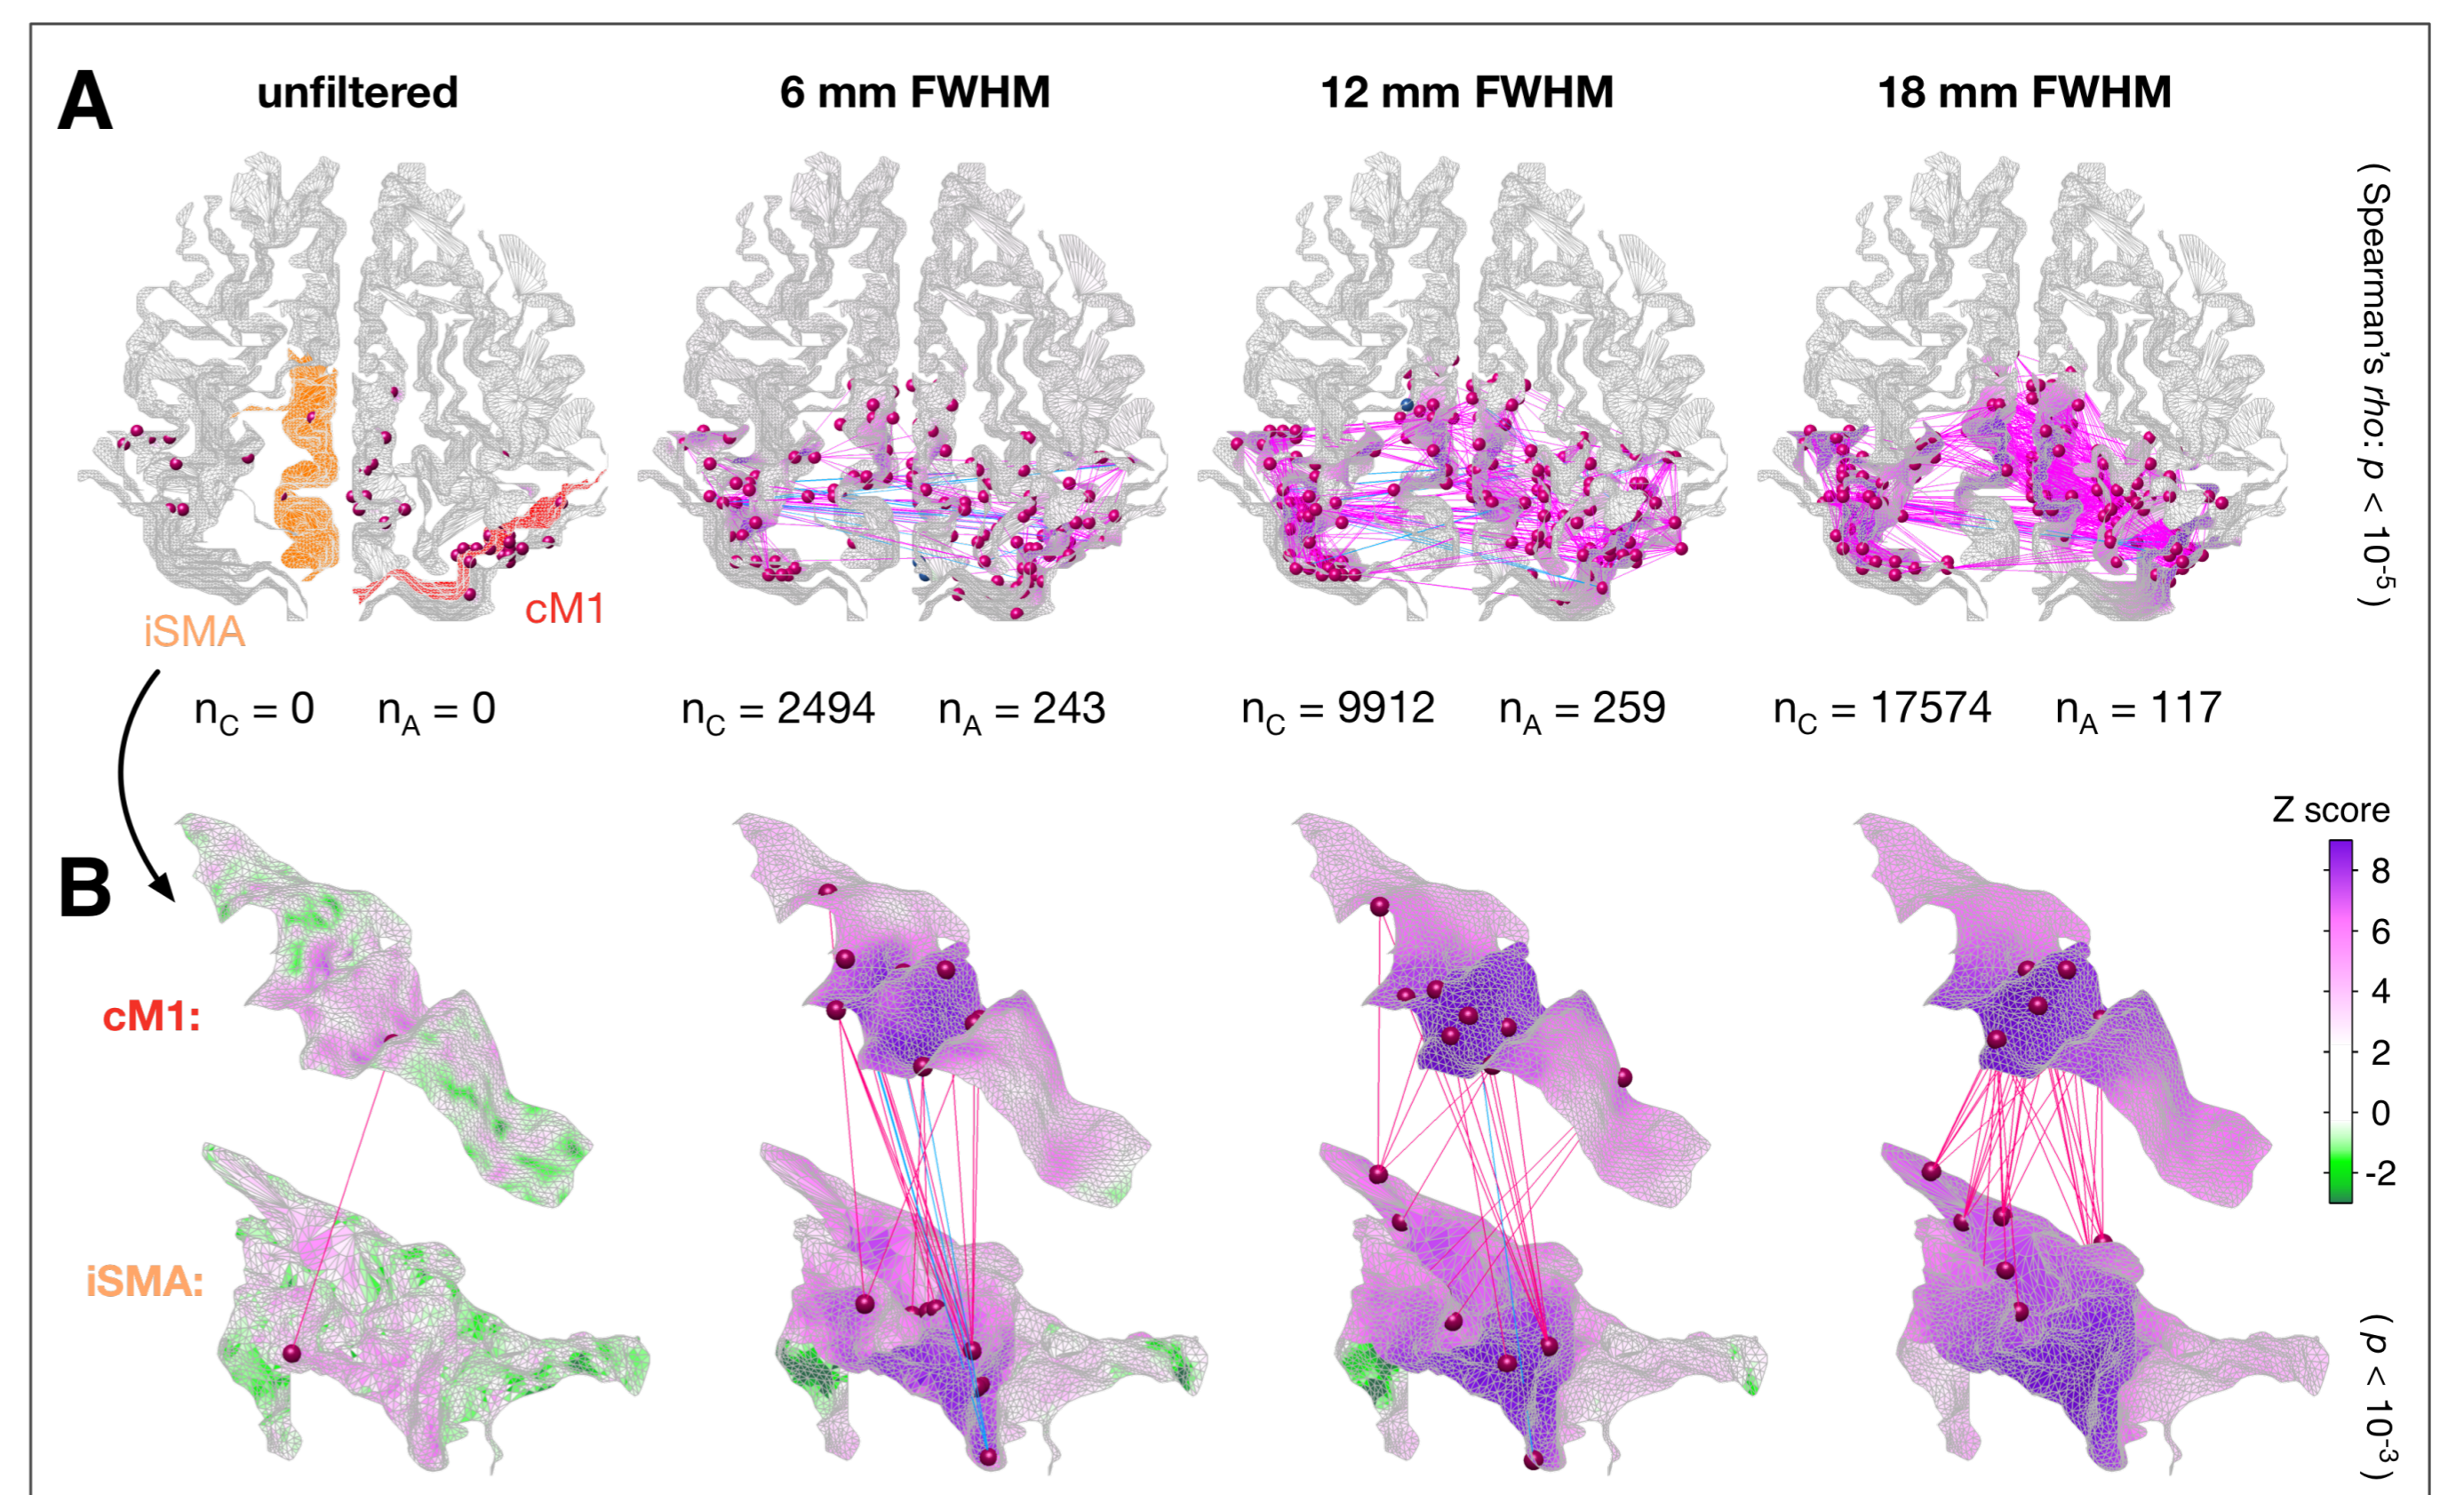 A
unfiltered
6 mm FWHM
12 mm FWHM
18 mm FWHM
( Spearman's rho: p < 10-5 )
iSMA
cM1
nC = 0 nA = 0
nC = 2494 nA = 243
nC = 9912 nA = 259
nC = 17574 nA = 117
B
cM1:
iSMA:
Z score
8
6
4
2
0
-2
( p < 10-3 )